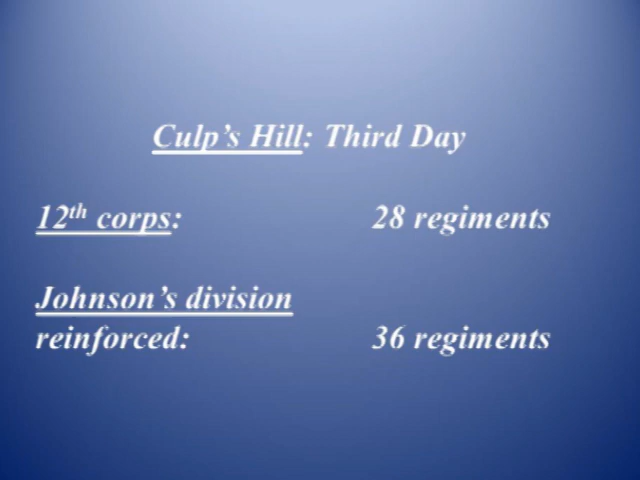 Culp’s Hill: Third Day
12th corps: 28 regiments
Johnson’s division
reinforced: 36 regiments